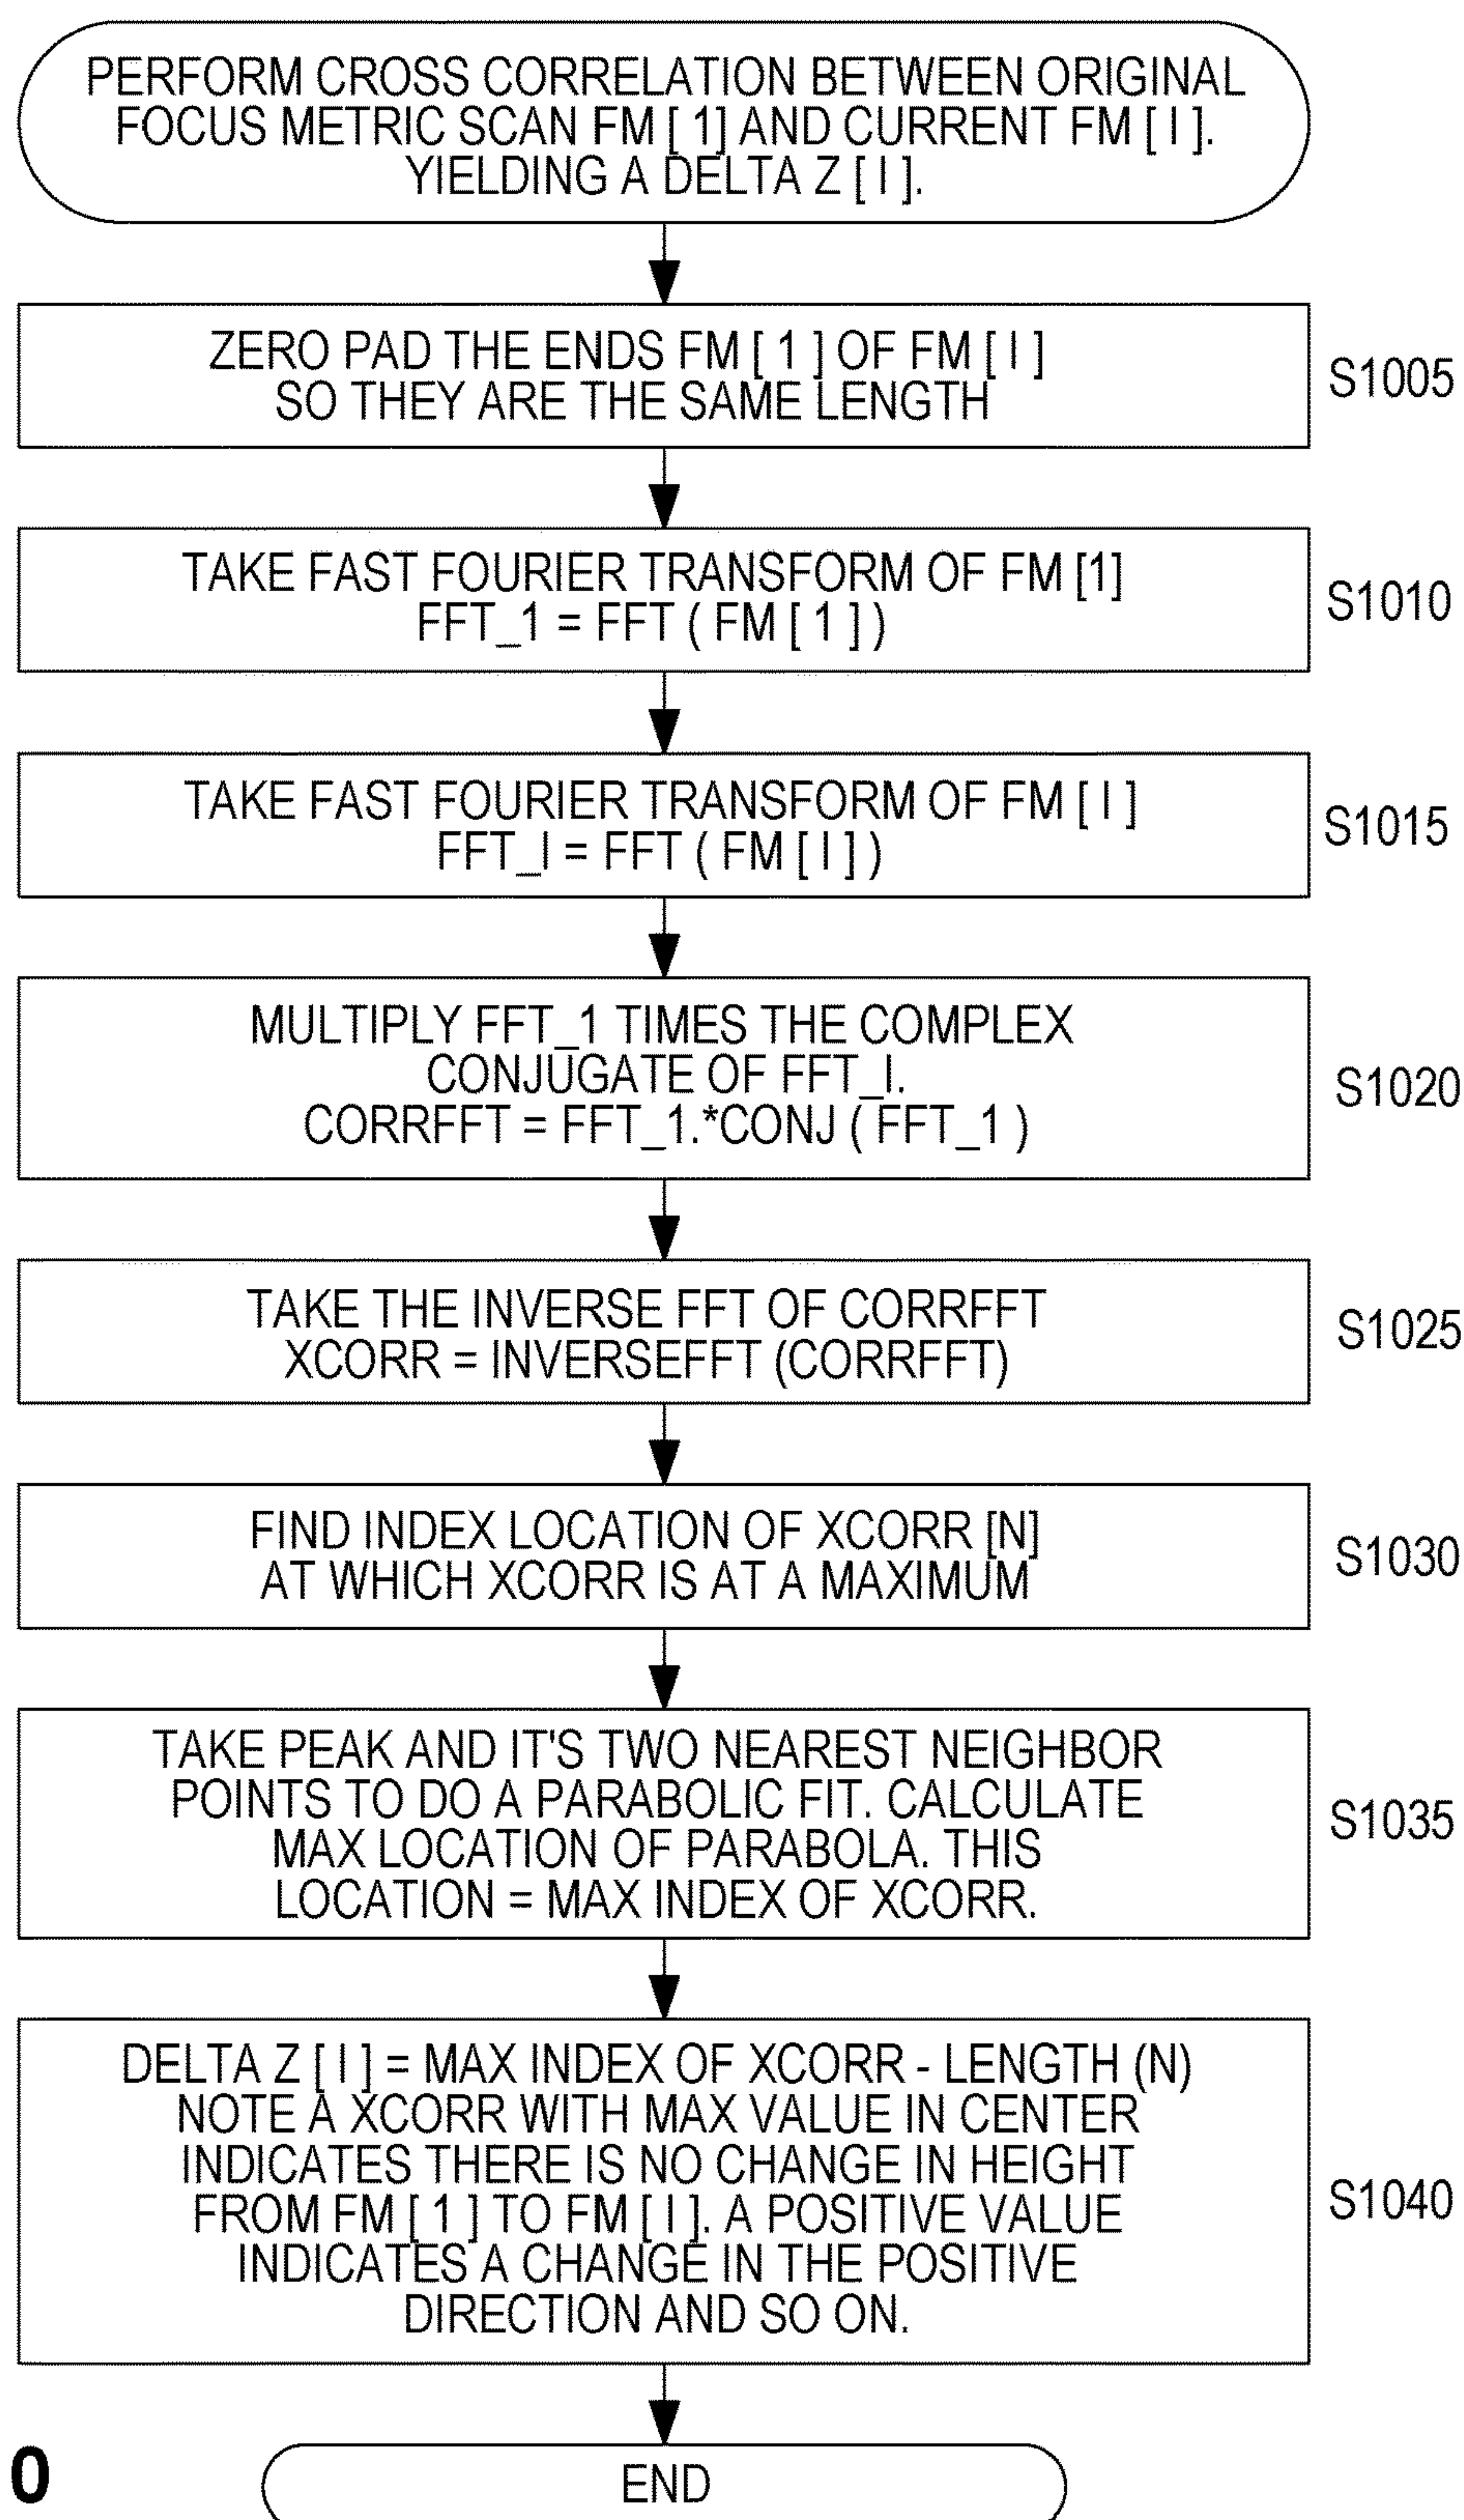 PERFORM CROSS CORRELATION BETWEEN ORIGINAL
FOCUS METRIC SCAN FM [ 1] AND CURRENT FM [ I ].
YIELDING A DELTA Z [ I ].
ZERO PAD THE ENDS FM [ 1 ] OF FM [ I ]
SO THEY ARE THE SAME LENGTH
S1005
TAKE FAST FOURIER TRANSFORM OF FM [1]
FFT_1 = FFT ( FM [ 1 ] )
S1010
TAKE FAST FOURIER TRANSFORM OF FM [ I ]
FFT_I = FFT ( FM [ I ] )
S1015
MULTIPLY FFT_1 TIMES THE COMPLEX
CONJUGATE OF FFT_I.
CORRFFT = FFT_1.*CONJ ( FFT_1 )
S1020
TAKE THE INVERSE FFT OF CORRFFT
XCORR = INVERSEFFT (CORRFFT)
S1025
FIND INDEX LOCATION OF XCORR [N]
AT WHICH XCORR IS AT A MAXIMUM
S1030
TAKE PEAK AND IT'S TWO NEAREST NEIGHBOR
POINTS TO DO A PARABOLIC FIT. CALCULATE
MAX LOCATION OF PARABOLA. THIS
LOCATION = MAX INDEX OF XCORR.
S1035
DELTA Z [ I ] = MAX INDEX OF XCORR - LENGTH (N)
NOTE A XCORR WITH MAX VALUE IN CENTER
INDICATES THERE IS NO CHANGE IN HEIGHT
FROM FM [ 1 ] TO FM [ I ]. A POSITIVE VALUE
INDICATES A CHANGE IN THE POSITIVE
DIRECTION AND SO ON.
S1040
0
END